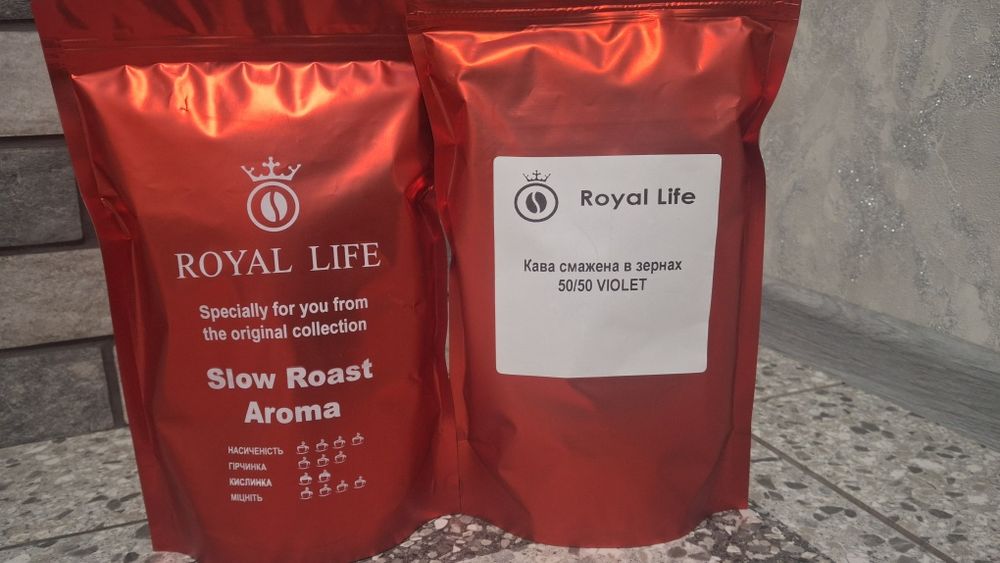 ROYAL LIFE
Specially for you from
the original collection
Slow Roast
Aroma
НАСИЧЕНІСТЬ
ГІРЧИНКА
КИСЛИНКА
МІЦНІТЬ
Royal Life
Кава смажена в зернах
50/50 VIOLET